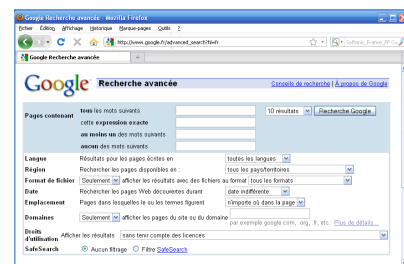 Google Recherche avancée - Mozilla Firefox
Fichier Édition Affichage Historique Marque-pages Outils ?
http://www.google.fr/advanced_search?hl=fr
Google Recherche avancée
Google Recherche avancée Conseils de recherche | À propos de Google
Pages contenant tous les mots suivants 10 résultats Recherche Google
cette expression exacte
au moins un des mots suivants
aucun des mots suivants
Langue Résultats pour les pages écrites en toutes les langues
Région Rechercher les pages disponibles en : tous les pays/territoires
Format de fichier Seulement afficher les résultats avec des fichiers au format tous les formats
Date Rechercher les pages Web découvertes durant date indifférente
Emplacement Pages dans lesquelles le ou les termes figurent n'importe où dans la page
Domaines Seulement afficher les pages du site ou du domaine
par exemple google.com, .org, .fr, etc. Plus de détails...
Droits d'utilisation Afficher les résultats sans tenir compte des licences
SafeSearch Aucun filtrage Filtre SafeSearch